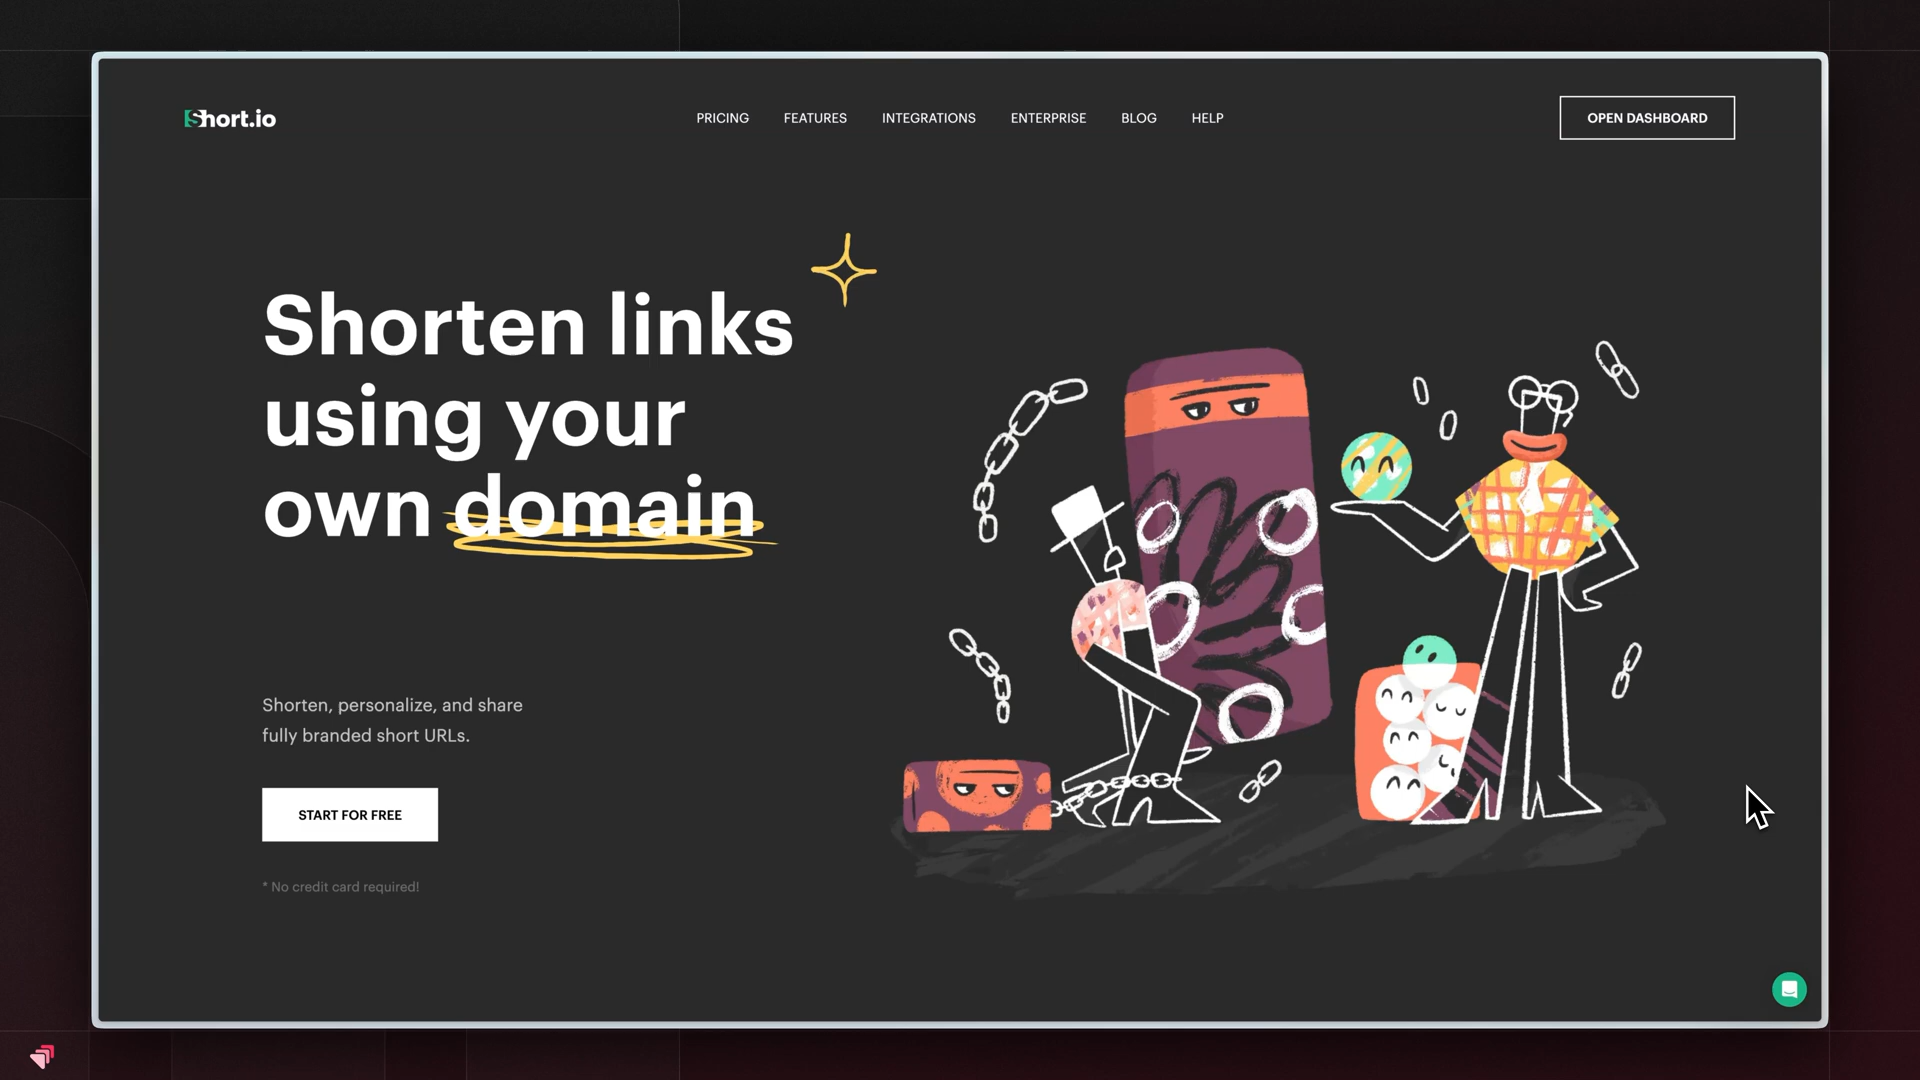 Short.io
PRICING
FEATURES
INTEGRATIONS
ENTERPRISE
BLOG
HELP
OPEN DASHBOARD
Shorten links
using your
own domain
Shorten, personalize, and share
fully branded short URLs.
START FOR FREE
* No credit card required!